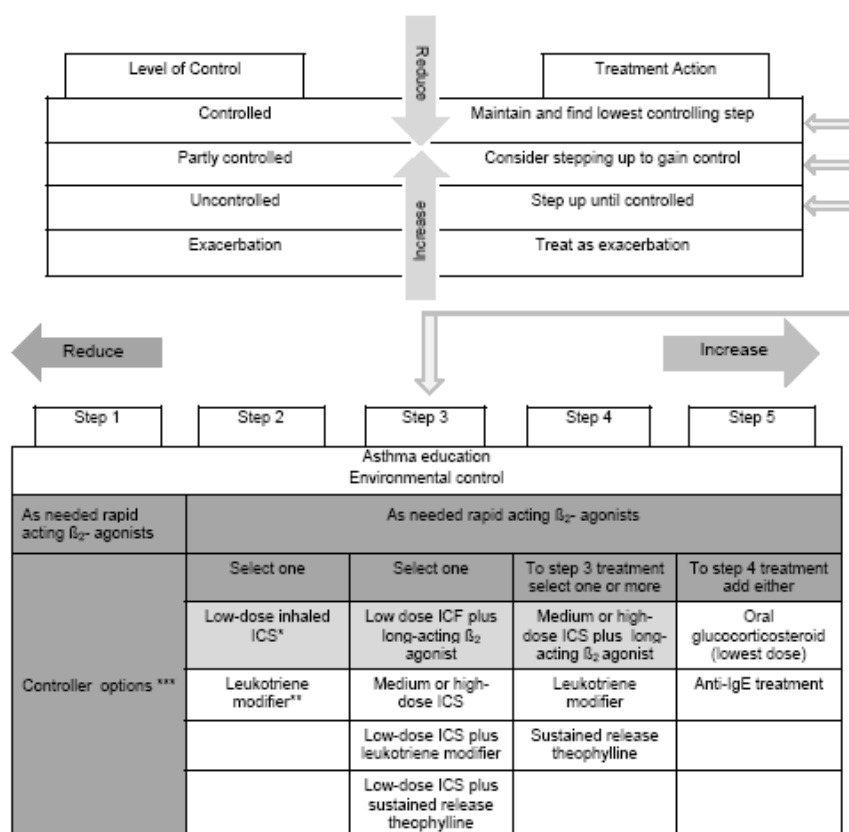 Reduce
Level of Control
Treatment Action
Controlled
Maintain and find lowest controlling step
Partly controlled
Consider stepping up to gain control
Uncontrolled
Step up until controlled
Exacerbation
Treat as exacerbation
Increase
Reduce
Increase
Step 1
Step 2
Step 3
Step 4
Step 5
Asthma education
Environmental control
As needed rapid
acting ß₂- agonists
As needed rapid acting ß₂- agonists
Select one
Select one
To step 3 treatment
select one or more
To step 4 treatment
add either
Controller options ***
Low-dose inhaled
ICS*
Low dose ICF plus
long-acting ß₂
agonist
Medium or high-
dose ICS plus long-
acting ß₂ agonist
Oral
glucocorticosteroid
(lowest dose)
Leukotriene
modifier**
Medium or high-
dose ICS
Leukotriene
modifier
Anti-IgE treatment
Low-dose ICS plus
leukotriene modifier
Sustained release
theophylline
Low-dose ICS plus
sustained release
theophylline